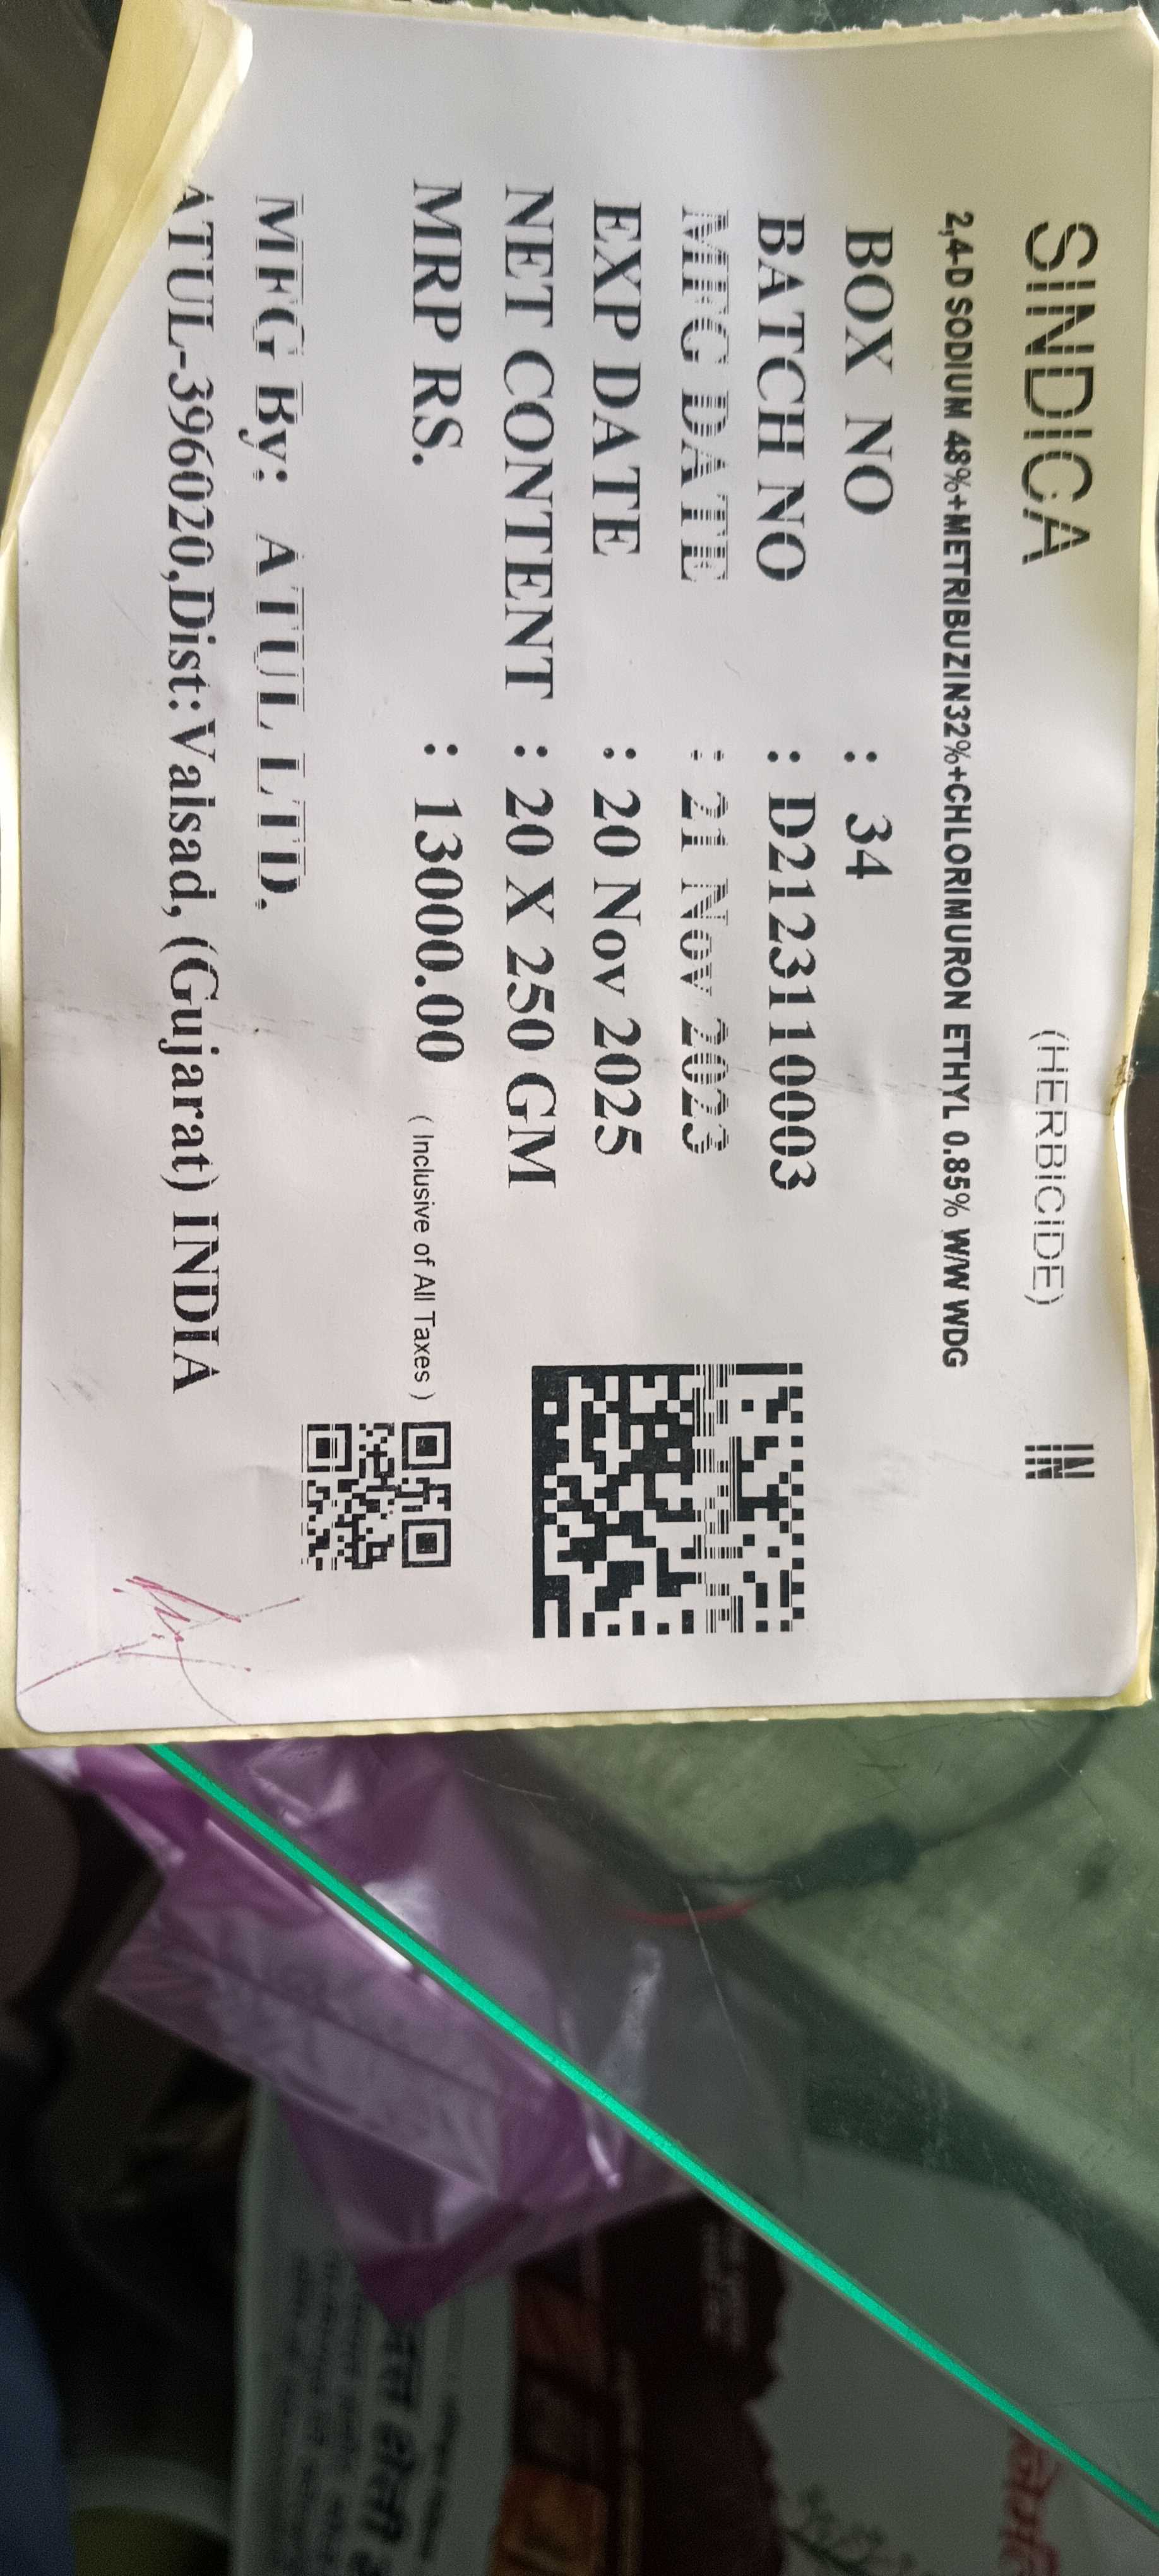 SINDICA (HERBICIDE) IN
2,4-D SODIUM 48%+METRIBUZIN32%+CHLORIMURON ETHYL 0.85% W/W WDG
BOX NO : 34
BATCH NO : D2123110003
MFG DATE : 21 Nov 2023
EXP DATE : 20 Nov 2025
NET CONTENT : 20 X 250 GM
MRP RS. : 13000.00 ( Inclusive of All Taxes )
MFG By: ATUL LTD.
ATUL-396020,Dist:Valsad, (Gujarat) INDIA